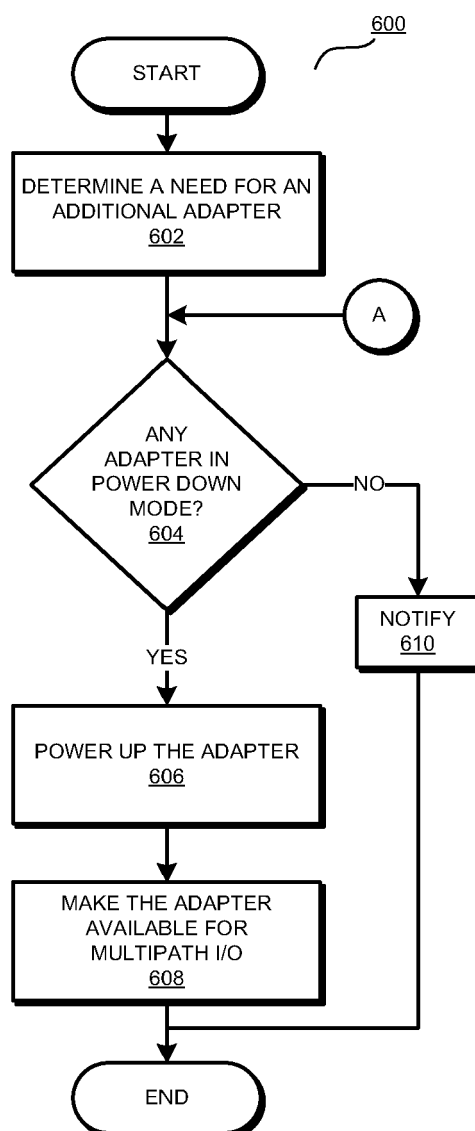 600
START
DETERMINE A NEED FOR AN
ADDITIONAL ADAPTER
602
A
ANY
ADAPTER IN
POWER DOWN
MODE?
604
NO
NOTIFY
610
YES
POWER UP THE ADAPTER
606
MAKE THE ADAPTER
AVAILABLE FOR
MULTIPATH I/O
608
END